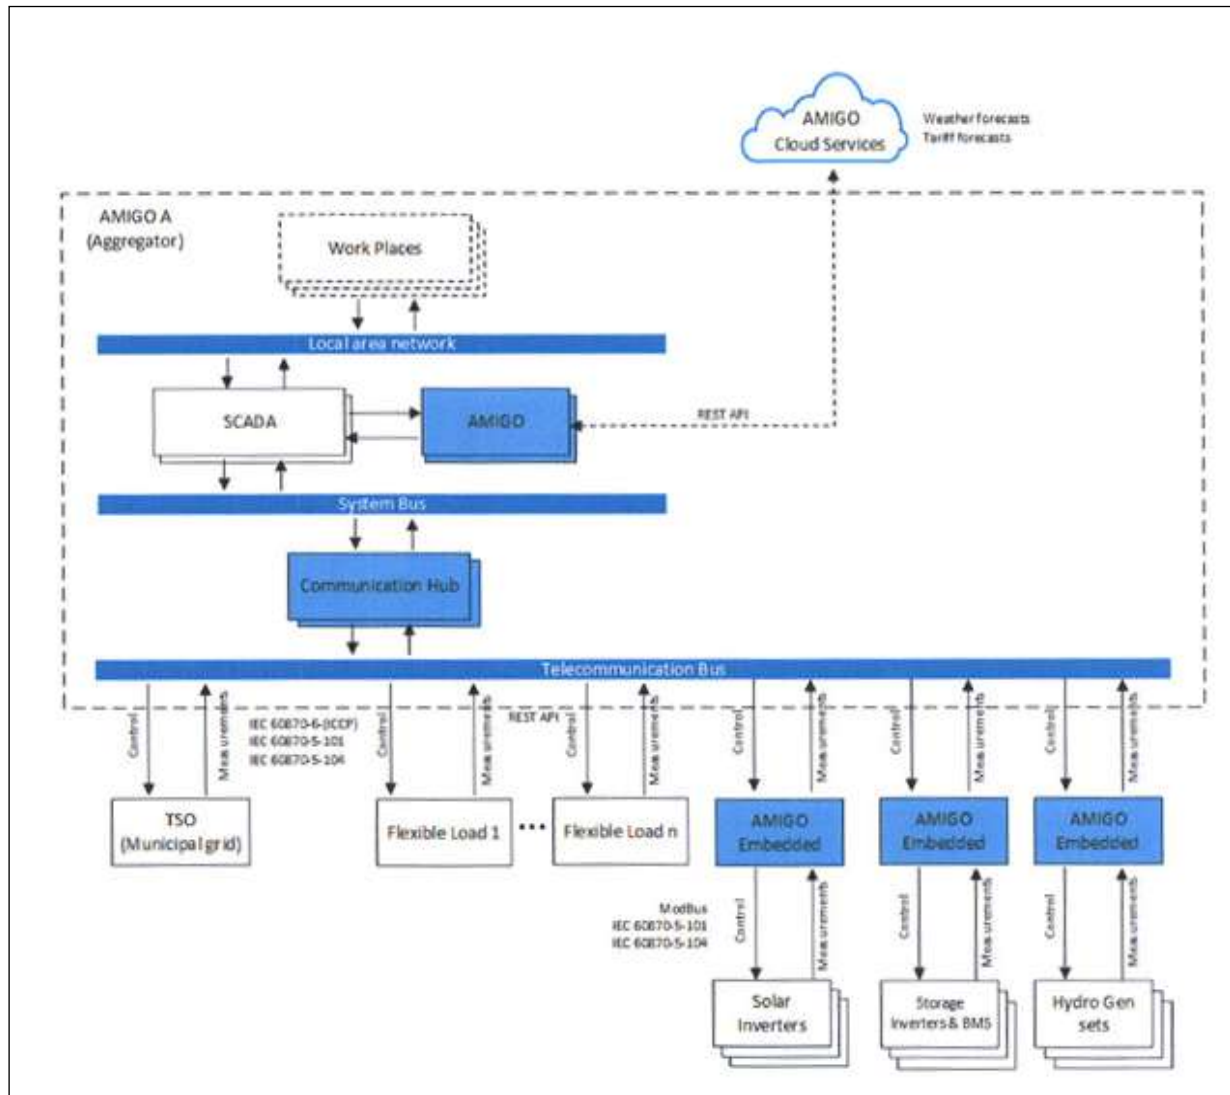 AMIGO
Cloud Services
Weather forecasts
Tariff forecasts
AMIGO A
(Aggregator)
Work Places
Local area network
SCADA
AMIGO
REST API
System Bus
Communication Hub
Telecommunication Bus
Control
Measurements
IEC 60870-6-(ICCP)
IEC 60870-5-101
IEC 60870-5-104
Control
Measurements
REST API
Control
Measurements
Control
Measurements
Control
Measurements
Control
Measurements
TSO
(Municipal grid)
Flexible Load 1
•••
Flexible Load n
AMIGO
Embedded
AMIGO
Embedded
AMIGO
Embedded
ModBus
IEC 60870-5-101
IEC 60870-5-104
Control
Measurements
Control
Measurements
Control
Measurements
Solar
Inverters
Storage
Inverters & BMS
Hydro Gen
sets